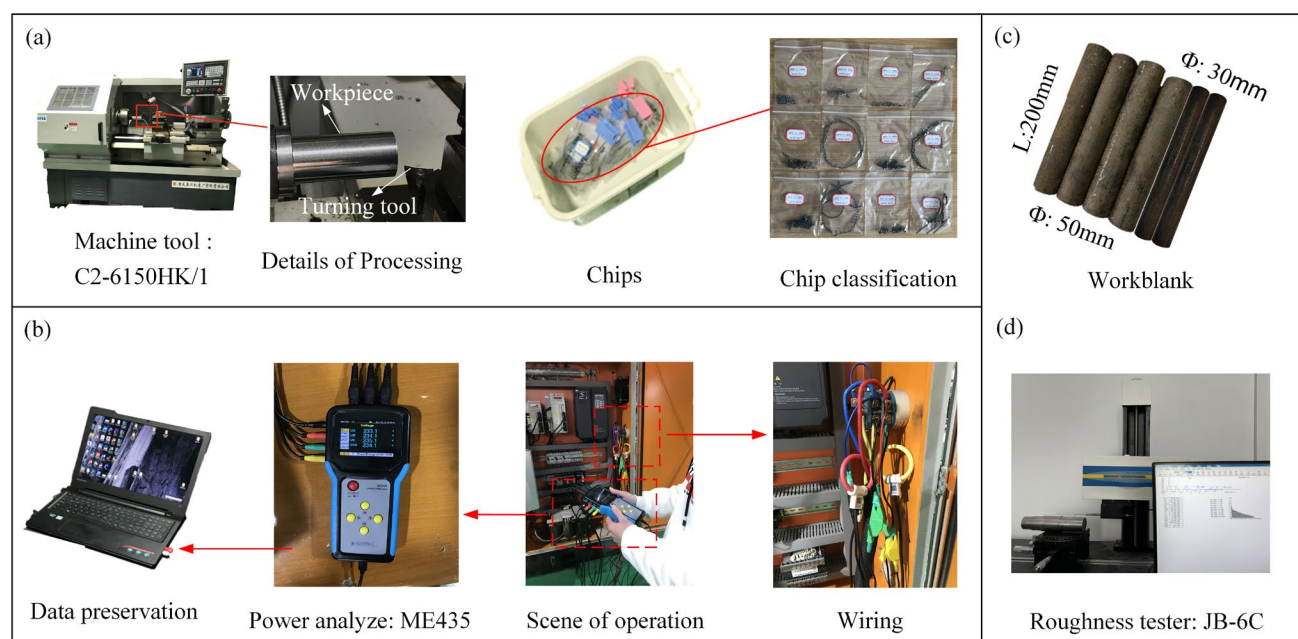 (a)
Workpiece
Turning tool
Machine tool :
C2-6150HK/1
Details of Processing
Chips
Chip classification
(c)
L:200mm
Φ: 30mm
Φ: 50mm
Workblank
(b)
Data preservation
Power analyze: ME435
Scene of operation
Wiring
(d)
Roughness tester: JB-6C